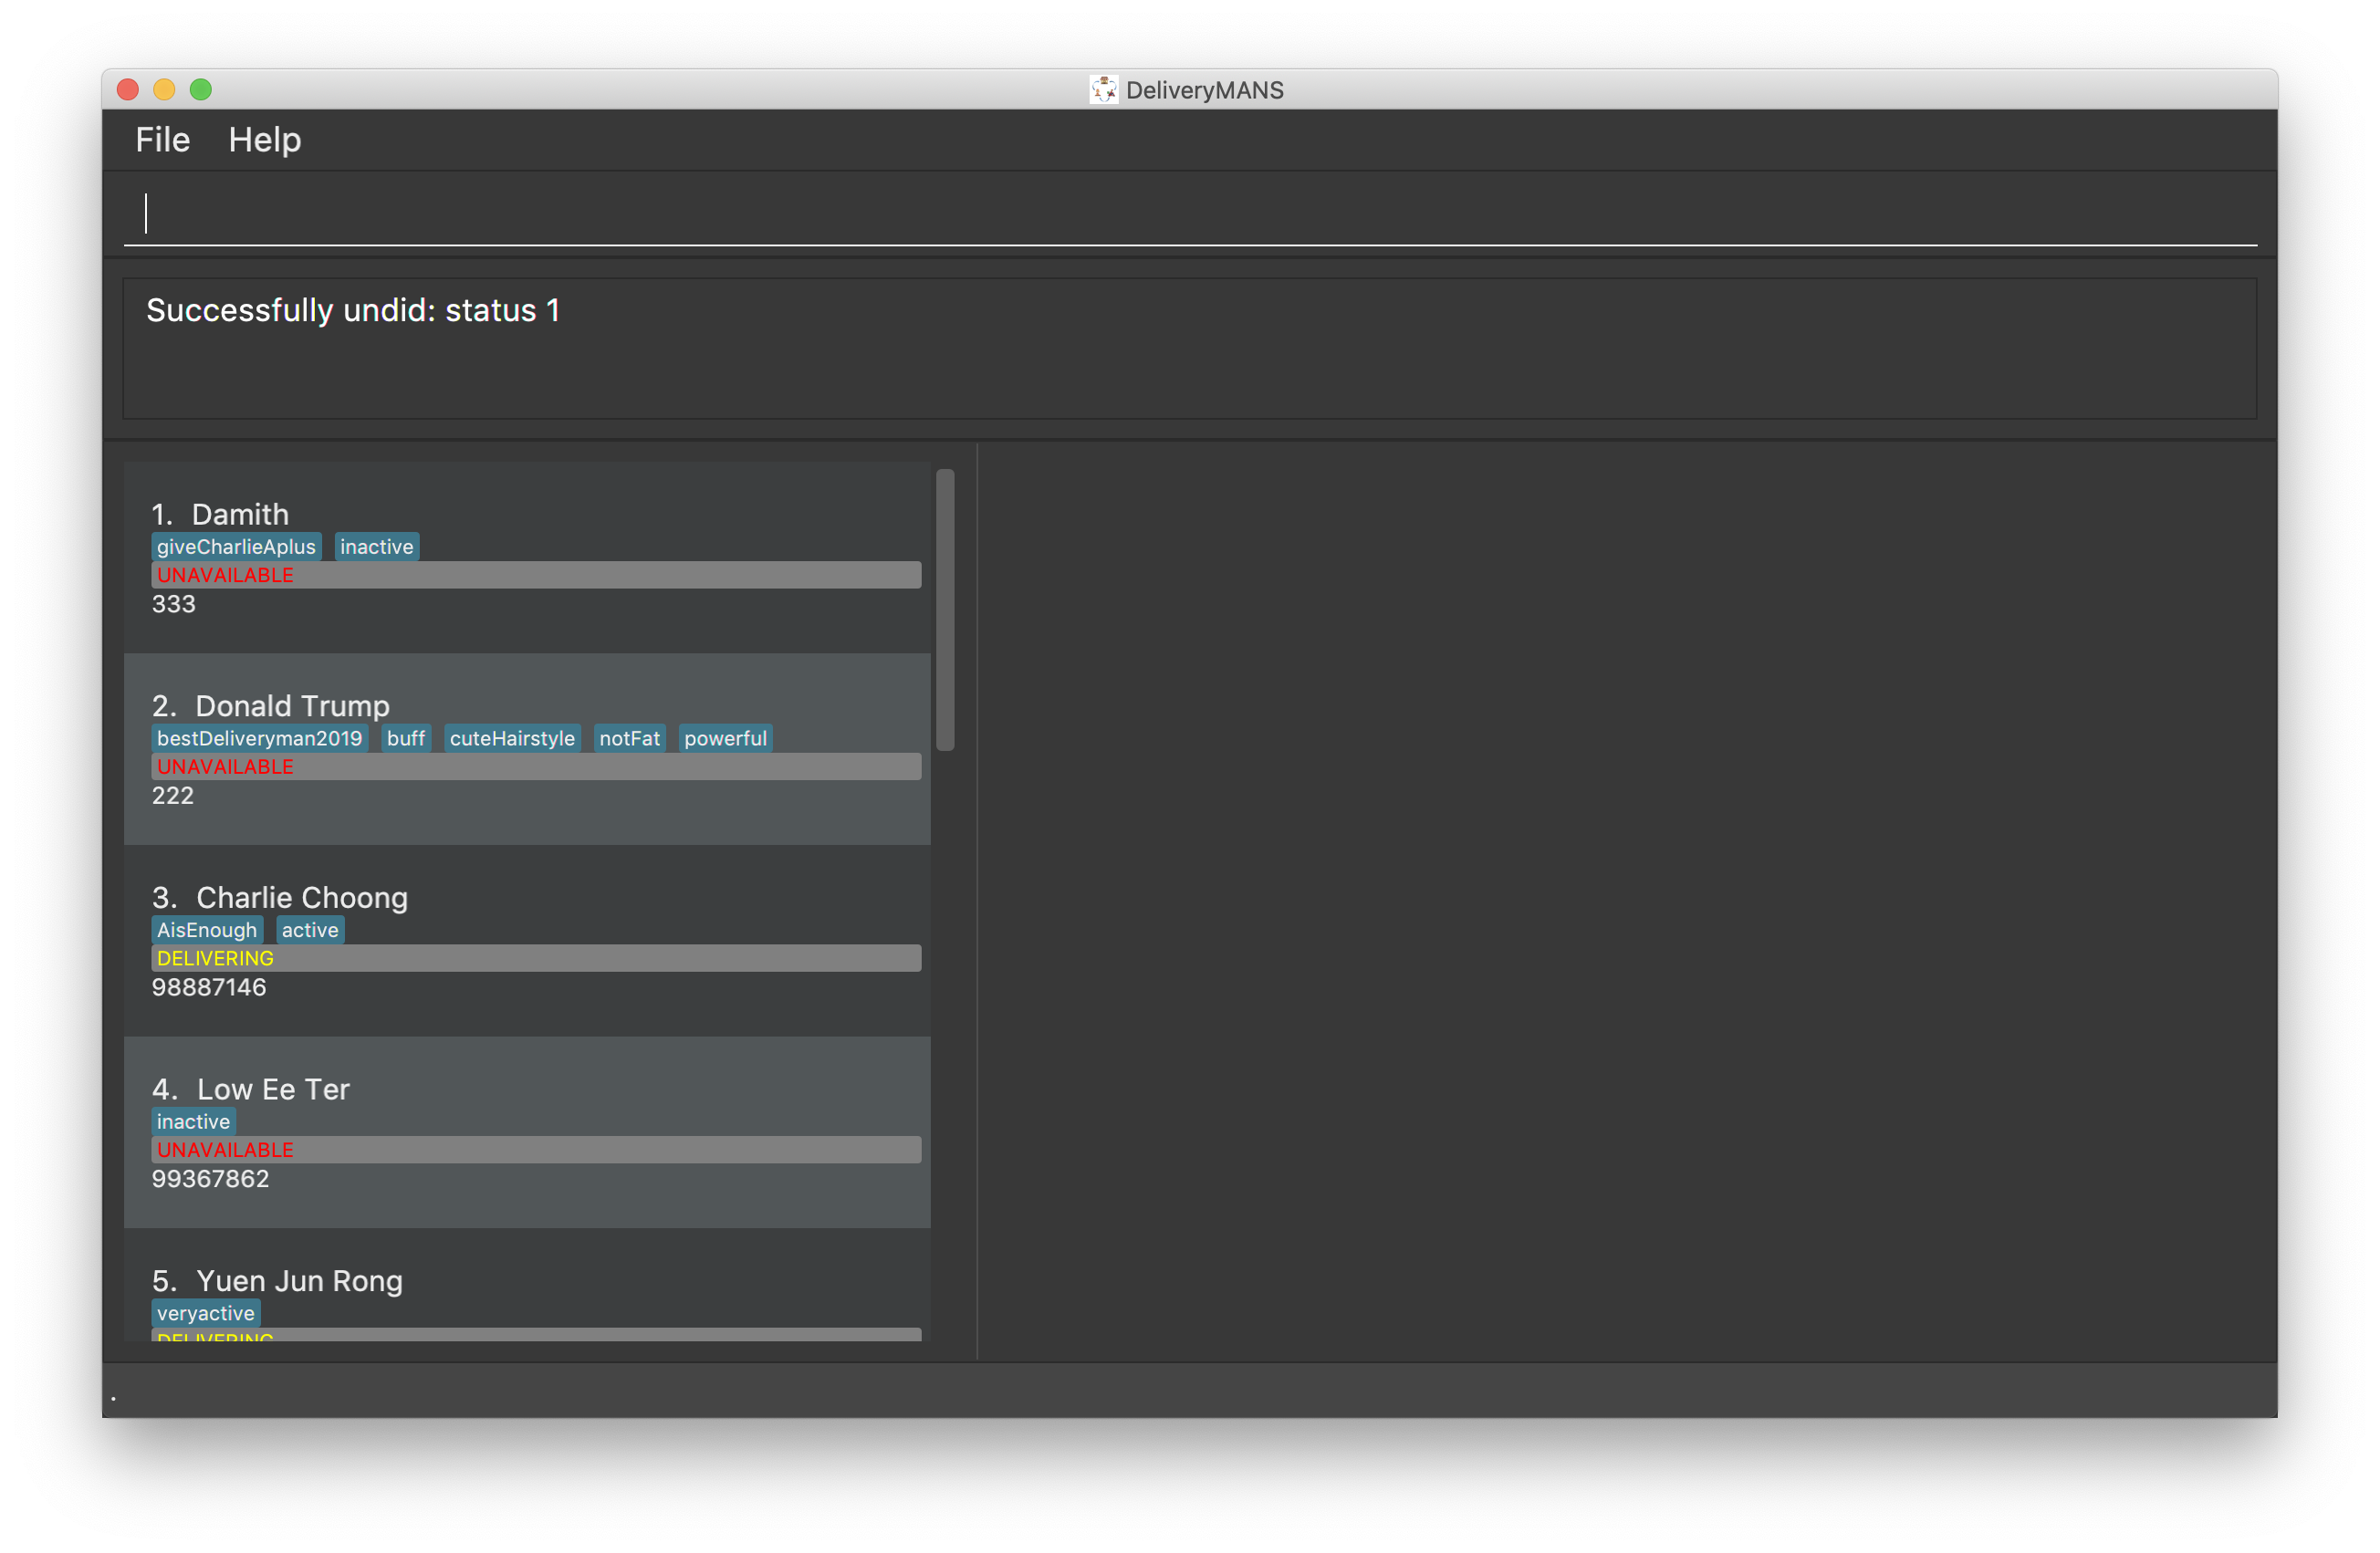 DeliveryMANS
File Help
Successfully undid: status 1
1. Damith
giveCharlieAplus inactive
UNAVAILABLE
333
2. Donald Trump
bestDeliveryman2019 buff cuteHairstyle notFat powerful
UNAVAILABLE
222
3. Charlie Choong
AisEnough active
DELIVERING
98887146
4. Low Ee Ter
inactive
UNAVAILABLE
99367862
5. Yuen Jun Rong
veryactive
DELIVERING
.